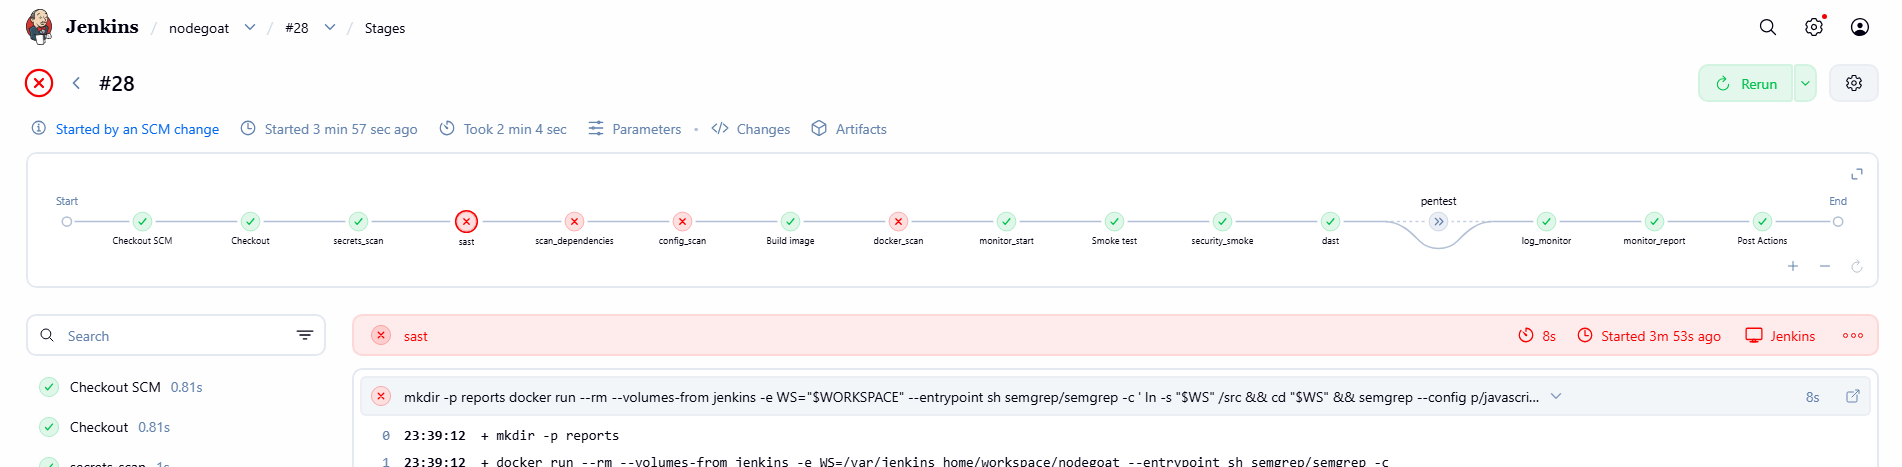 Jenkins / nodegoat / #28 / Stages
#28
Rerun
Started by an SCM change Started 3 min 57 sec ago Took 2 min 4 sec Parameters • Changes Artifacts
Start pentest End
Checkout SCM Checkout secrets_scan sast scan_dependencies config_scan Build image docker_scan monitor_start Smoke test security_smoke dast log_monitor monitor_report Post Actions
Search
sast 8s Started 3m 53s ago Jenkins
Checkout SCM 0.81s
mkdir -p reports docker run --rm --volumes-from jenkins -e WS="$WORKSPACE" --entrypoint sh semgrep/semgrep -c ' ln -s "$WS" /src && cd "$WS" && semgrep --config p/javascri... 8s
Checkout 0.81s
0 23:39:12 + mkdir -p reports
secrets_scan 1s
1 23:39:12 + docker run --rm --volumes-from jenkins -e WS=/var/jenkins_home/workspace/nodegoat --entrypoint sh semgrep/semgrep -c